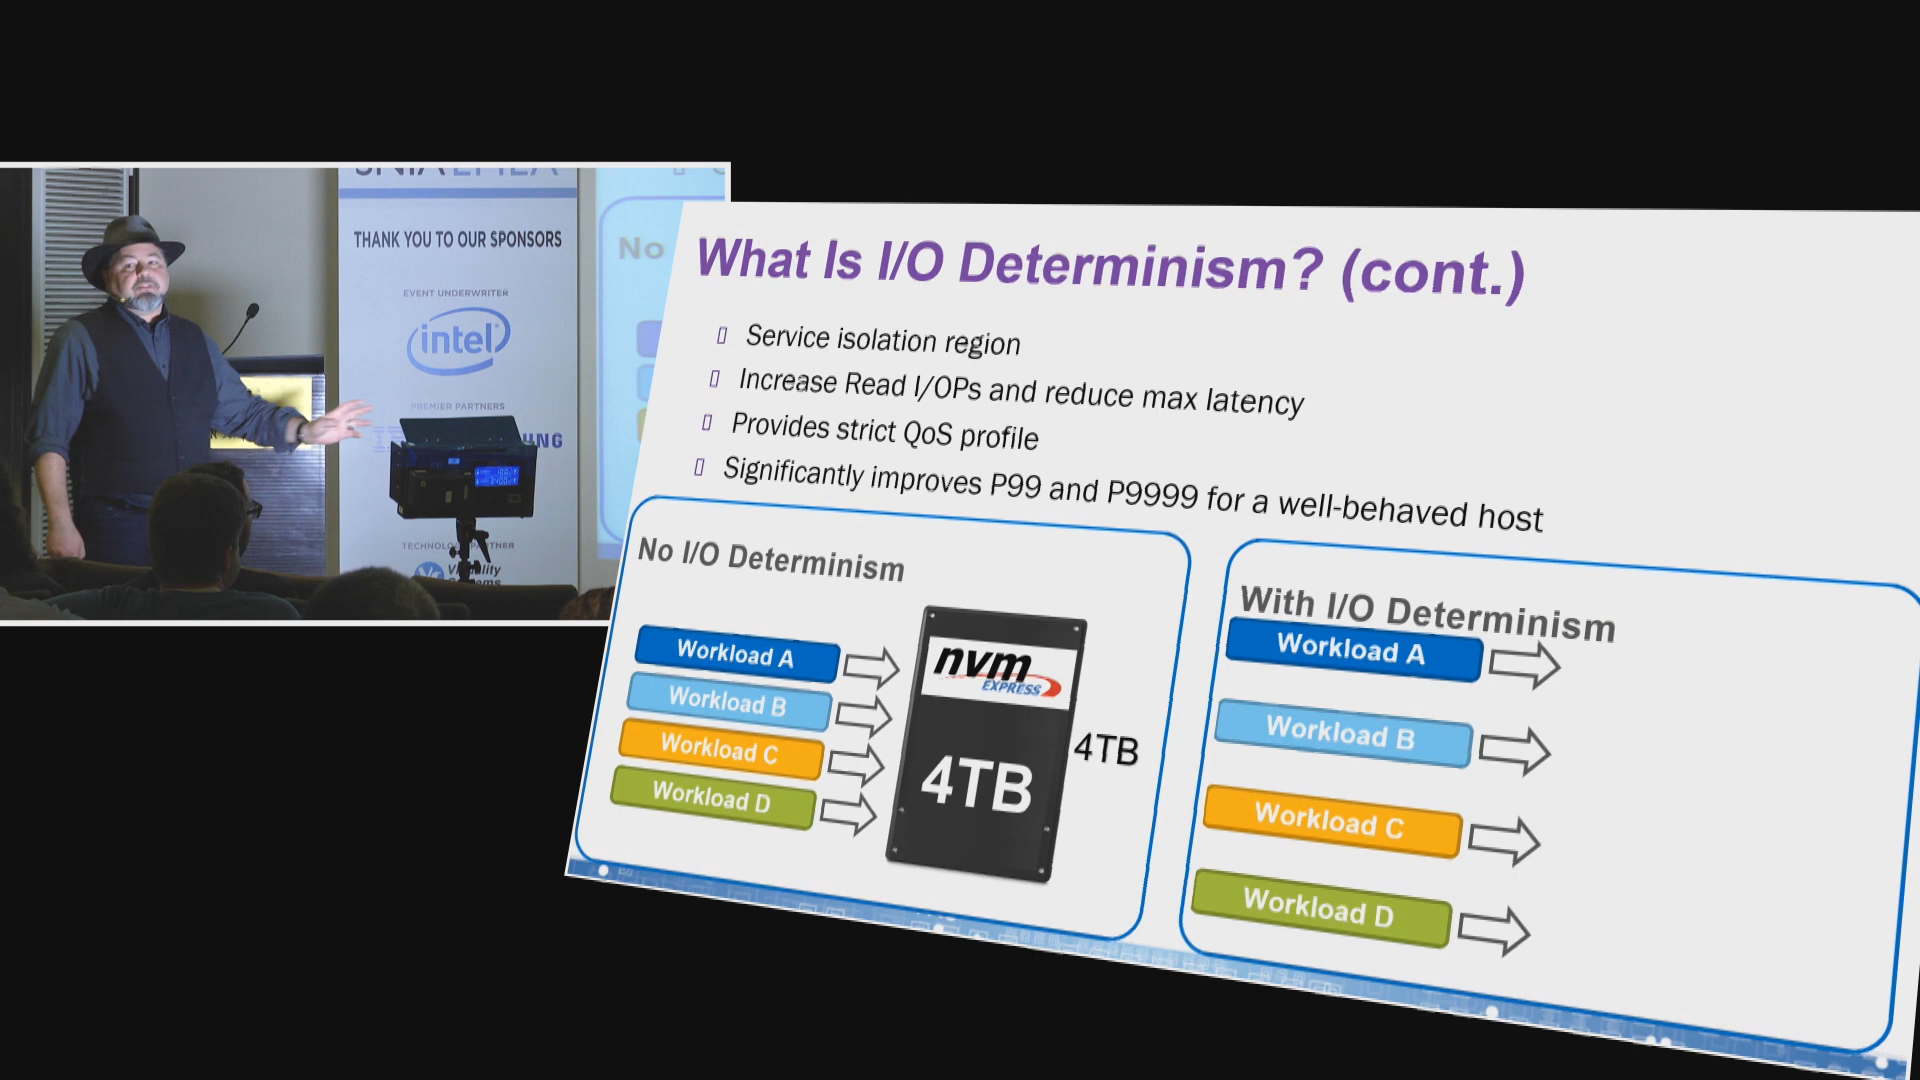 THANK YOU TO OUR SPONSORS
EVENT UNDERWRITER
intel
PREMIER PARTNERS
No
What Is I/O Determinism? (cont.)
Service isolation region
Increase Read I/OPs and reduce max latency
Provides strict QoS profile
Significantly improves P99 and P9999 for a well-behaved host
No I/O Determinism
Workload A
Workload B
Workload C
Workload D
nvm
EXPRESS
4TB
4TB
With I/O Determinism
Workload A
Workload B
Workload C
Workload D